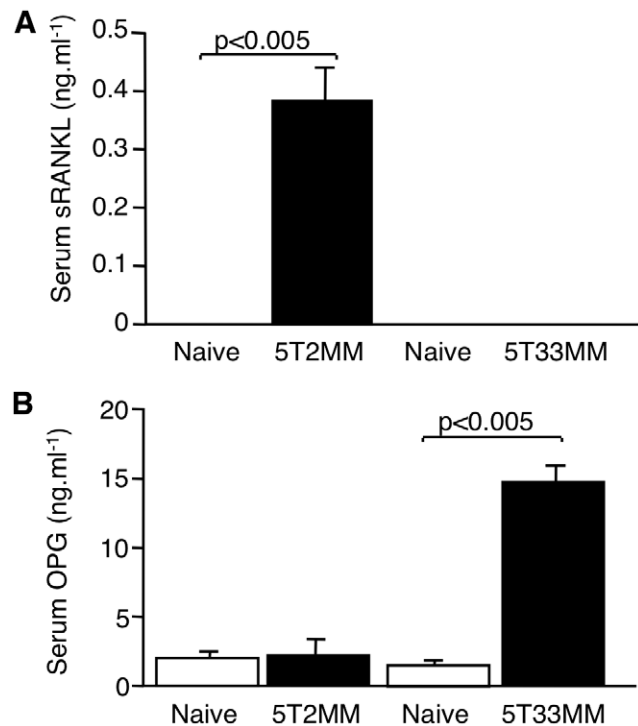 A
Serum sRANKL (ng.ml-1)
0.5
0.4
0.3
0.2
0.1
0
p<0.005
Naive 5T2MM Naive 5T33MM
B
Serum OPG (ng.ml-1)
20
15
10
5
0
p<0.005
Naive 5T2MM Naive 5T33MM